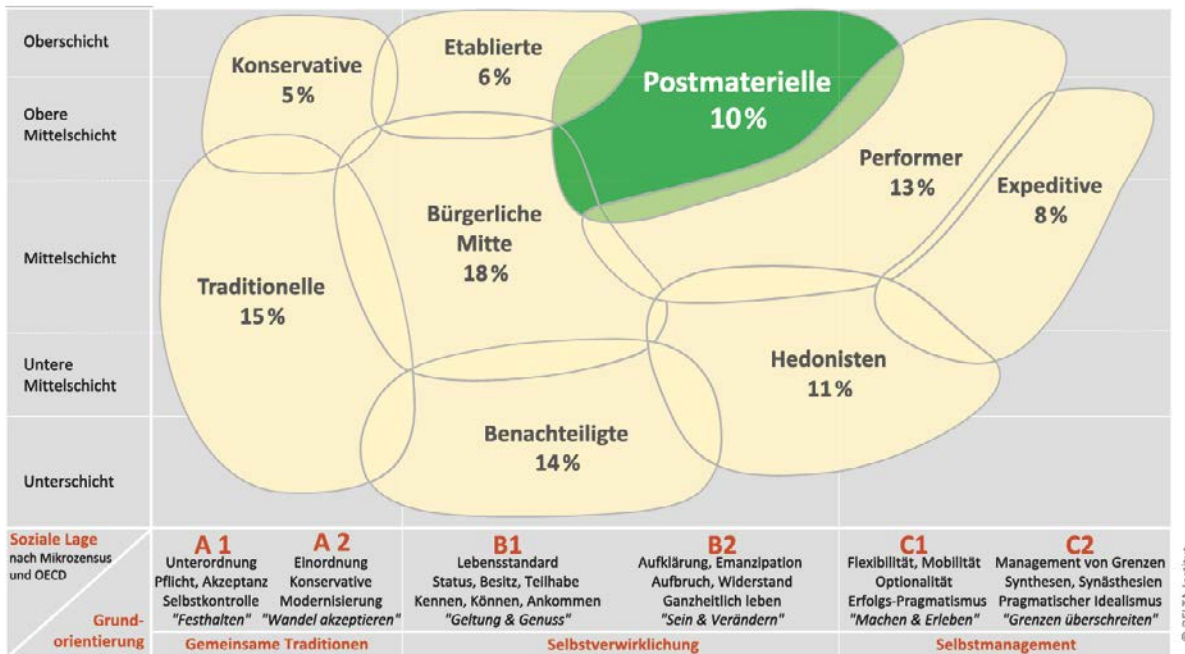 Oberschicht
Obere
Mittelschicht
Mittelschicht
Untere
Mittelschicht
Unterschicht
Konservative
5%
Etablierte
6%
Postmaterielle
10%
Performer
13%
Expeditive
8%
Bürgerliche
Mitte
18%
Traditionelle
15%
Hedonisten
11%
Benachteiligte
14%
Soziale Lage
nach Mikrozensus
und OECD
Grund-
orientierung
A 1
Unterordnung
Pflicht, Akzeptanz
Selbstkontrolle
"Festhalten"
A 2
Einordnung
Konservative
Modernisierung
"Wandel akzeptieren"
B1
Lebensstandard
Status, Besitz, Teilhabe
Kennen, Können, Ankommen
"Geltung & Genuss"
B2
Aufklärung, Emanzipation
Aufbruch, Widerstand
Ganzheitlich leben
"Sein & Verändern"
C1
Flexibilität, Mobilität
Optionalität
Erfolgs-Pragmatismus
"Machen & Erleben"
C2
Management von Grenzen
Synthesen, Synästhesien
Pragmatischer Idealismus
"Grenzen überschreiten"
Gemeinsame Traditionen
Selbstverwirklichung
Selbstmanagement